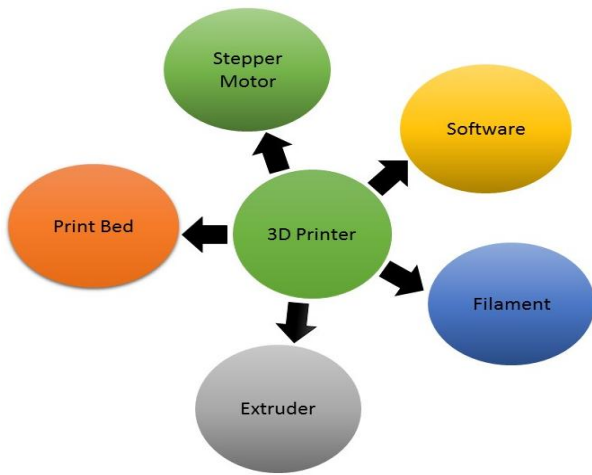 Stepper
Motor
Software
Print Bed
3D Printer
Filament
Extruder